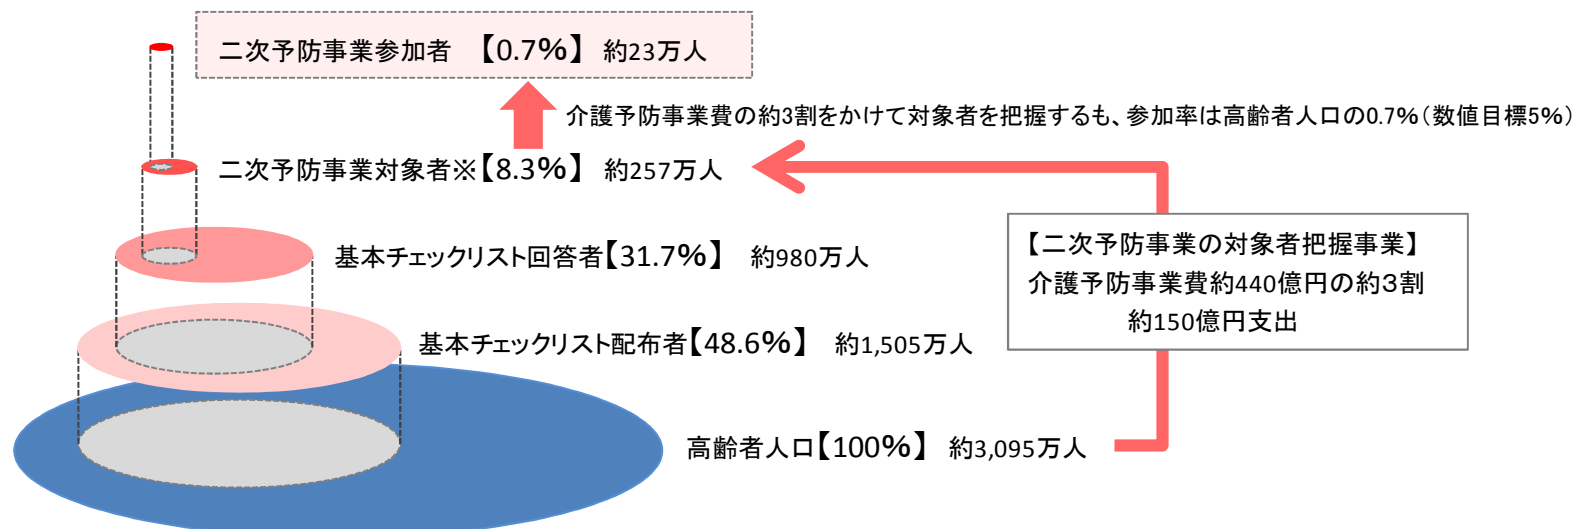 二次予防事業参加者 【0.7%】 約23万人
介護予防事業費の約3割をかけて対象者を把握するも、参加率は高齢者人口の0.7%(数値目標5%)
二次予防事業対象者※【8.3%】 約257万人
基本チェックリスト回答者【31.7%】 約980万人
【二次予防事業の対象者把握事業】
介護予防事業費約440億円の約3割
約150億円支出
基本チェックリスト配布者【48.6%】 約1,505万人
高齢者人口【100%】 約3,095万人